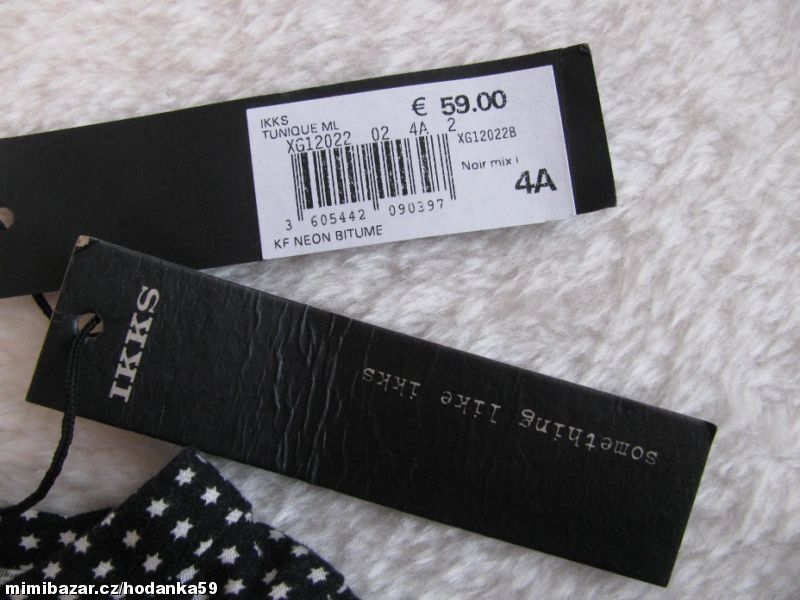 IKKS
TUNIQUE ML
€ 59.00
XG12022 02 4A 2
XG12022B
Noir mix i
4A
3 605442 090397
KF NEON BITUME
IKKS
something like ikks
mimibazar.cz/hodanka59